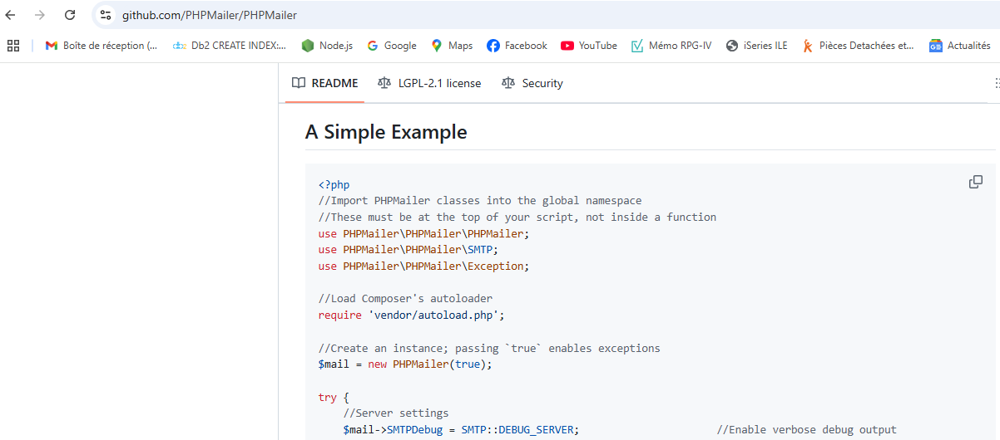 github.com/PHPMailer/PHPMailer
Boîte de réception (... Db2 CREATE INDEX:... Node.js Google Maps Facebook YouTube Mémo RPG-IV iSeries ILE Pièces Detachées et... Actualités
README LGPL-2.1 license Security
A Simple Example
<?php
//Import PHPMailer classes into the global namespace
//These must be at the top of your script, not inside a function
use PHPMailer\PHPMailer\PHPMailer;
use PHPMailer\PHPMailer\SMTP;
use PHPMailer\PHPMailer\Exception;
//Load Composer's autoloader
require 'vendor/autoload.php';
//Create an instance; passing `true` enables exceptions
$mail = new PHPMailer(true);
try {
//Server settings
$mail->SMTPDebug = SMTP::DEBUG_SERVER; //Enable verbose debug output